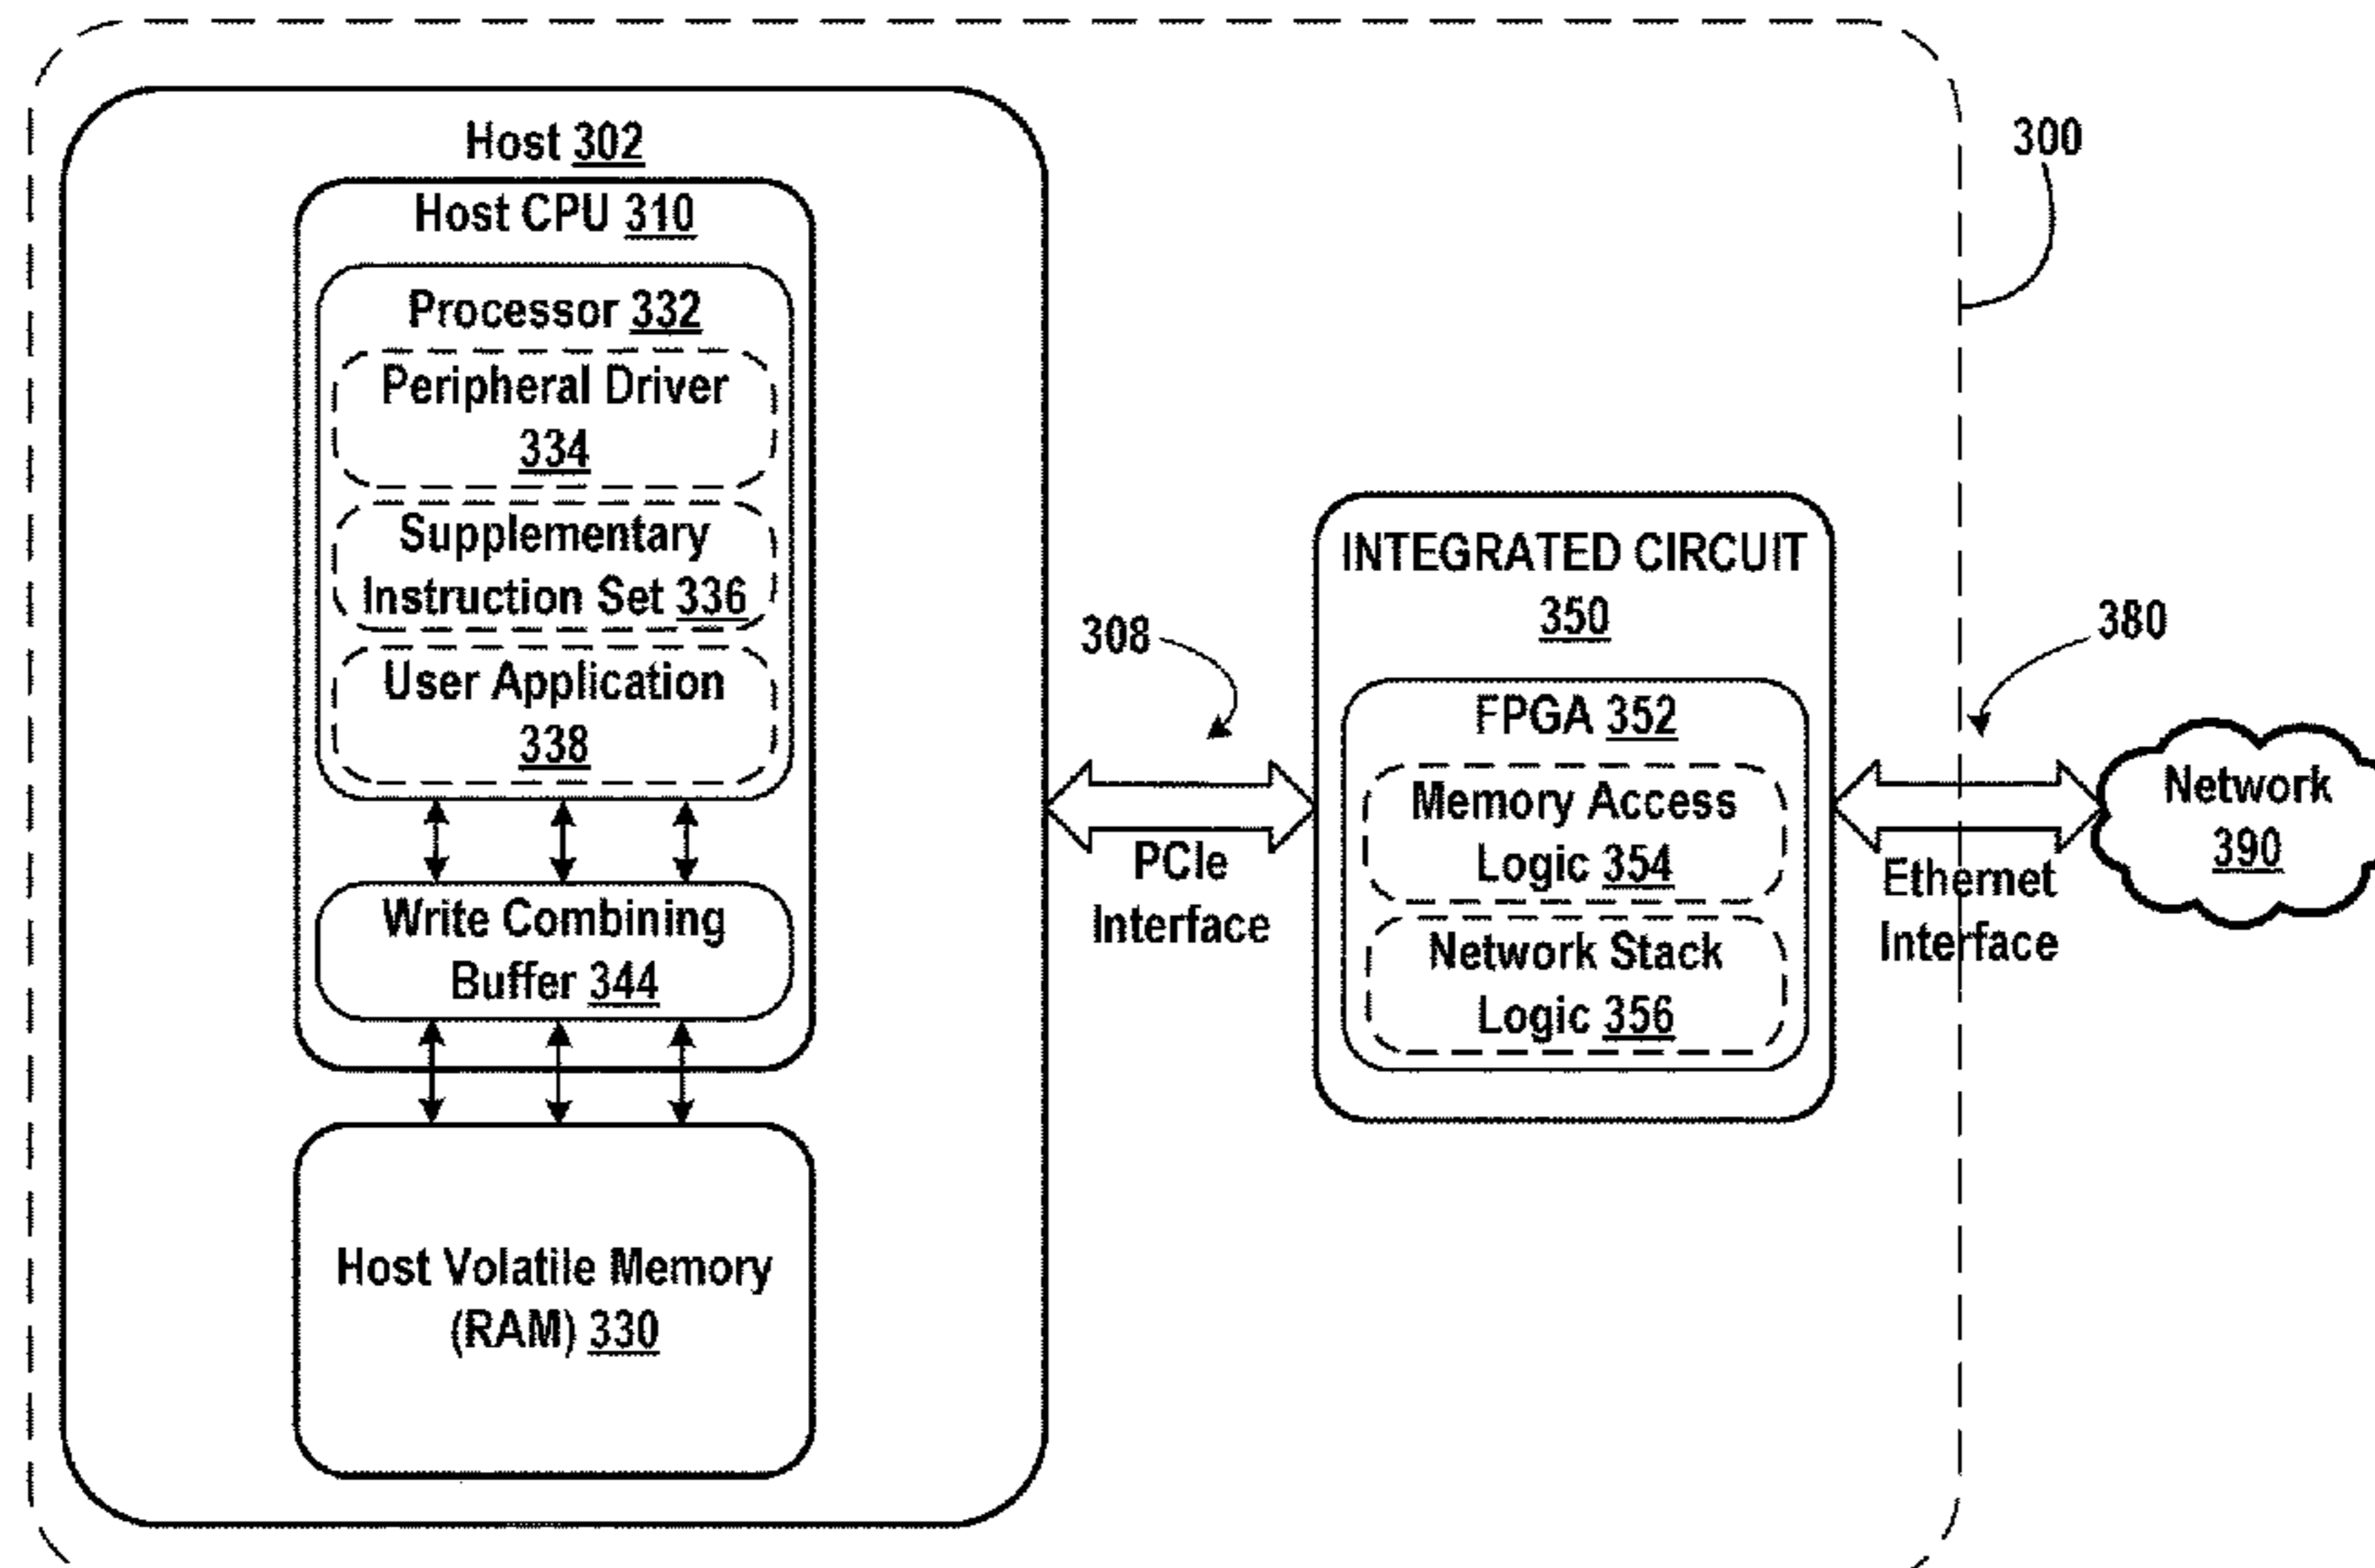 300
Host 302
Host CPU 310
Processor 332
Peripheral Driver
334
Supplementary
Instruction Set 336
User Application
338
Write Combining
Buffer 344
Host Volatile Memory
(RAM) 330
308
PCIe
Interface
INTEGRATED CIRCUIT
350
FPGA 352
Memory Access
Logic 354
Network Stack
Logic 356
380
Ethernet
Interface
Network
390